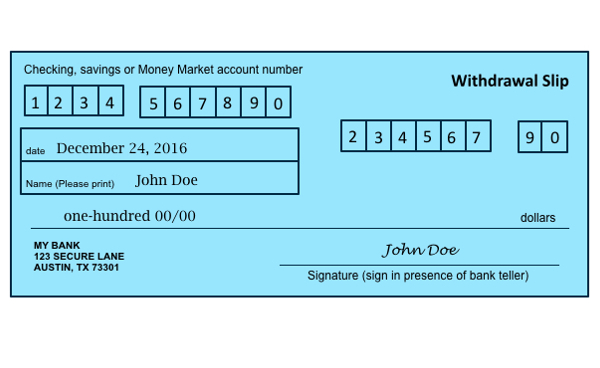 Checking, savings or Money Market account number
Withdrawal Slip
1 2 3 4 5 6 7 8 9 0
2 3 4 5 6 7 9 0
date December 24, 2016
Name (Please print) John Doe
one-hundred 00/00 dollars
MY BANK
123 SECURE LANE
AUSTIN, TX 73301
John Doe
Signature (sign in presence of bank teller)